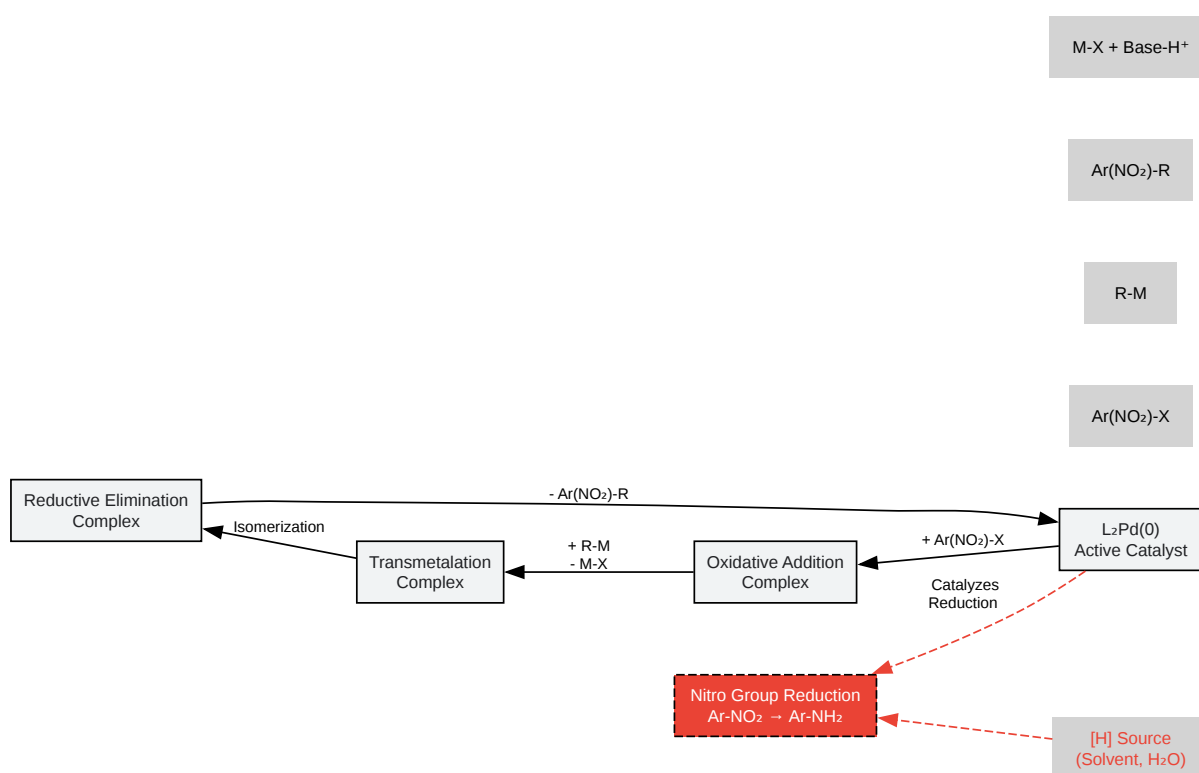 M-X + Base-H⁺
Ar(NO₂)-R
R-M
Ar(NO₂)-X
Reductive Elimination
Complex
- Ar(NO₂)-R
Isomerization
Transmetalation
Complex
+ R-M
- M-X
Oxidative Addition
Complex
+ Ar(NO₂)-X
L₂Pd(0)
Active Catalyst
Catalyzes
Reduction
Nitro Group Reduction
Ar-NO₂ → Ar-NH₂
[H] Source
(Solvent, H₂O)